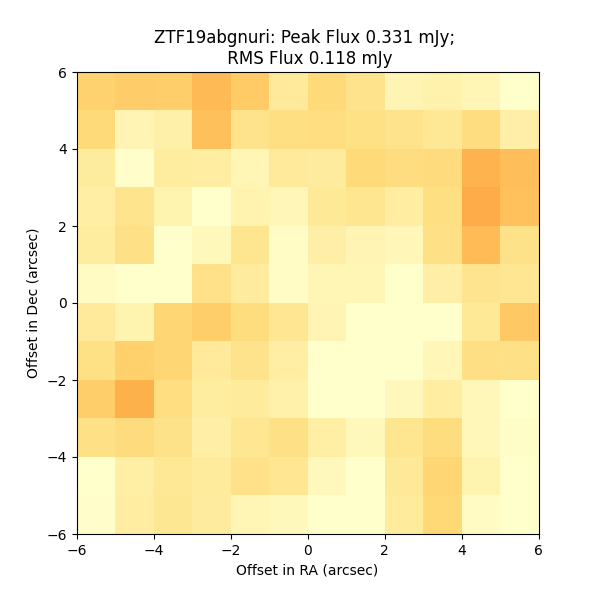 ZTF19abgnuri: Peak Flux 0.331 mJy;
RMS Flux 0.118 mJy
6
4
2
0
−2
−4
−6
Offset in Dec (arcsec)
−6 −4 −2 0 2 4 6
Offset in RA (arcsec)